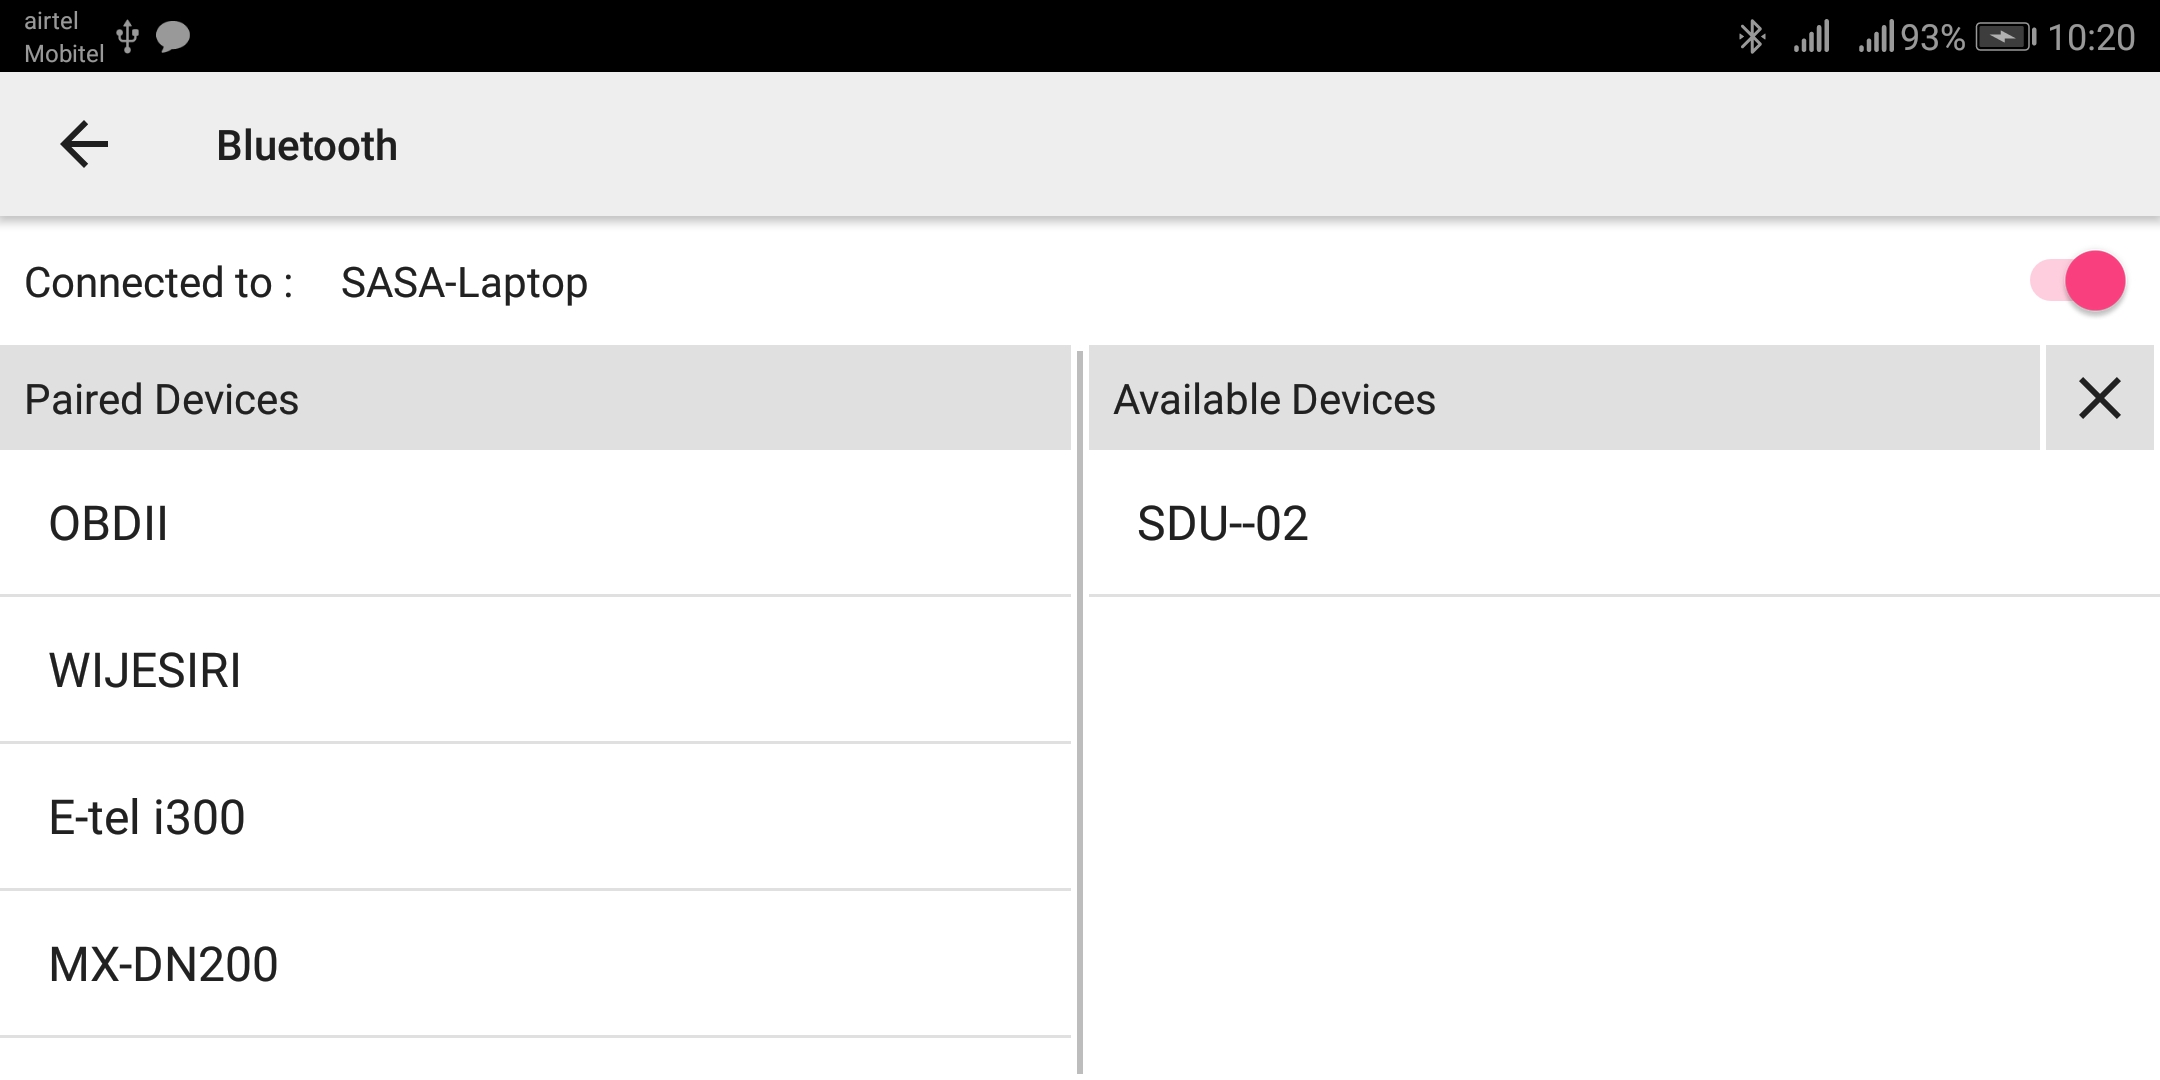 airtel
Mobitel
93%
10:20
Bluetooth
Connected to : SASA-Laptop
Paired Devices
OBDII
WIJESIRI
E-tel i300
MX-DN200
Available Devices
SDU--02